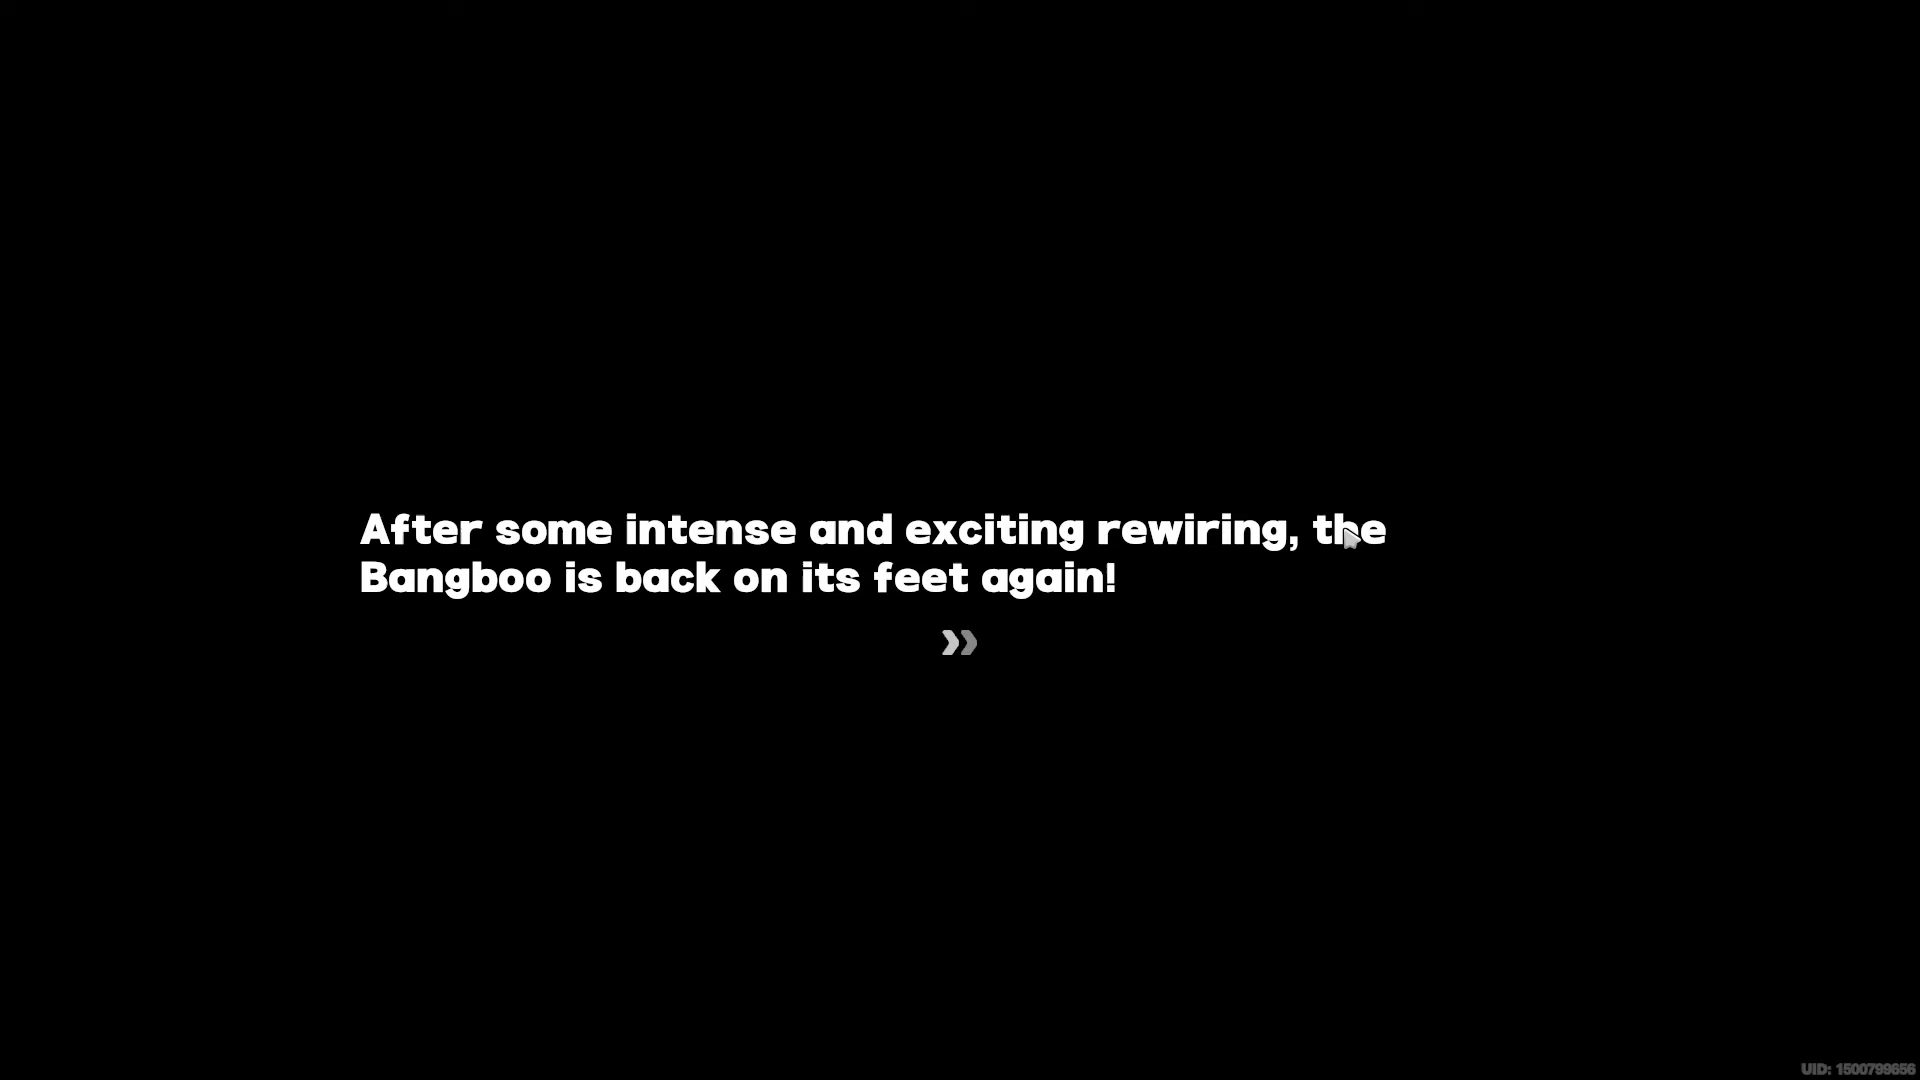 After some intense and exciting rewiring, the
Bangboo is back on its feet again!
UID: 1500799656